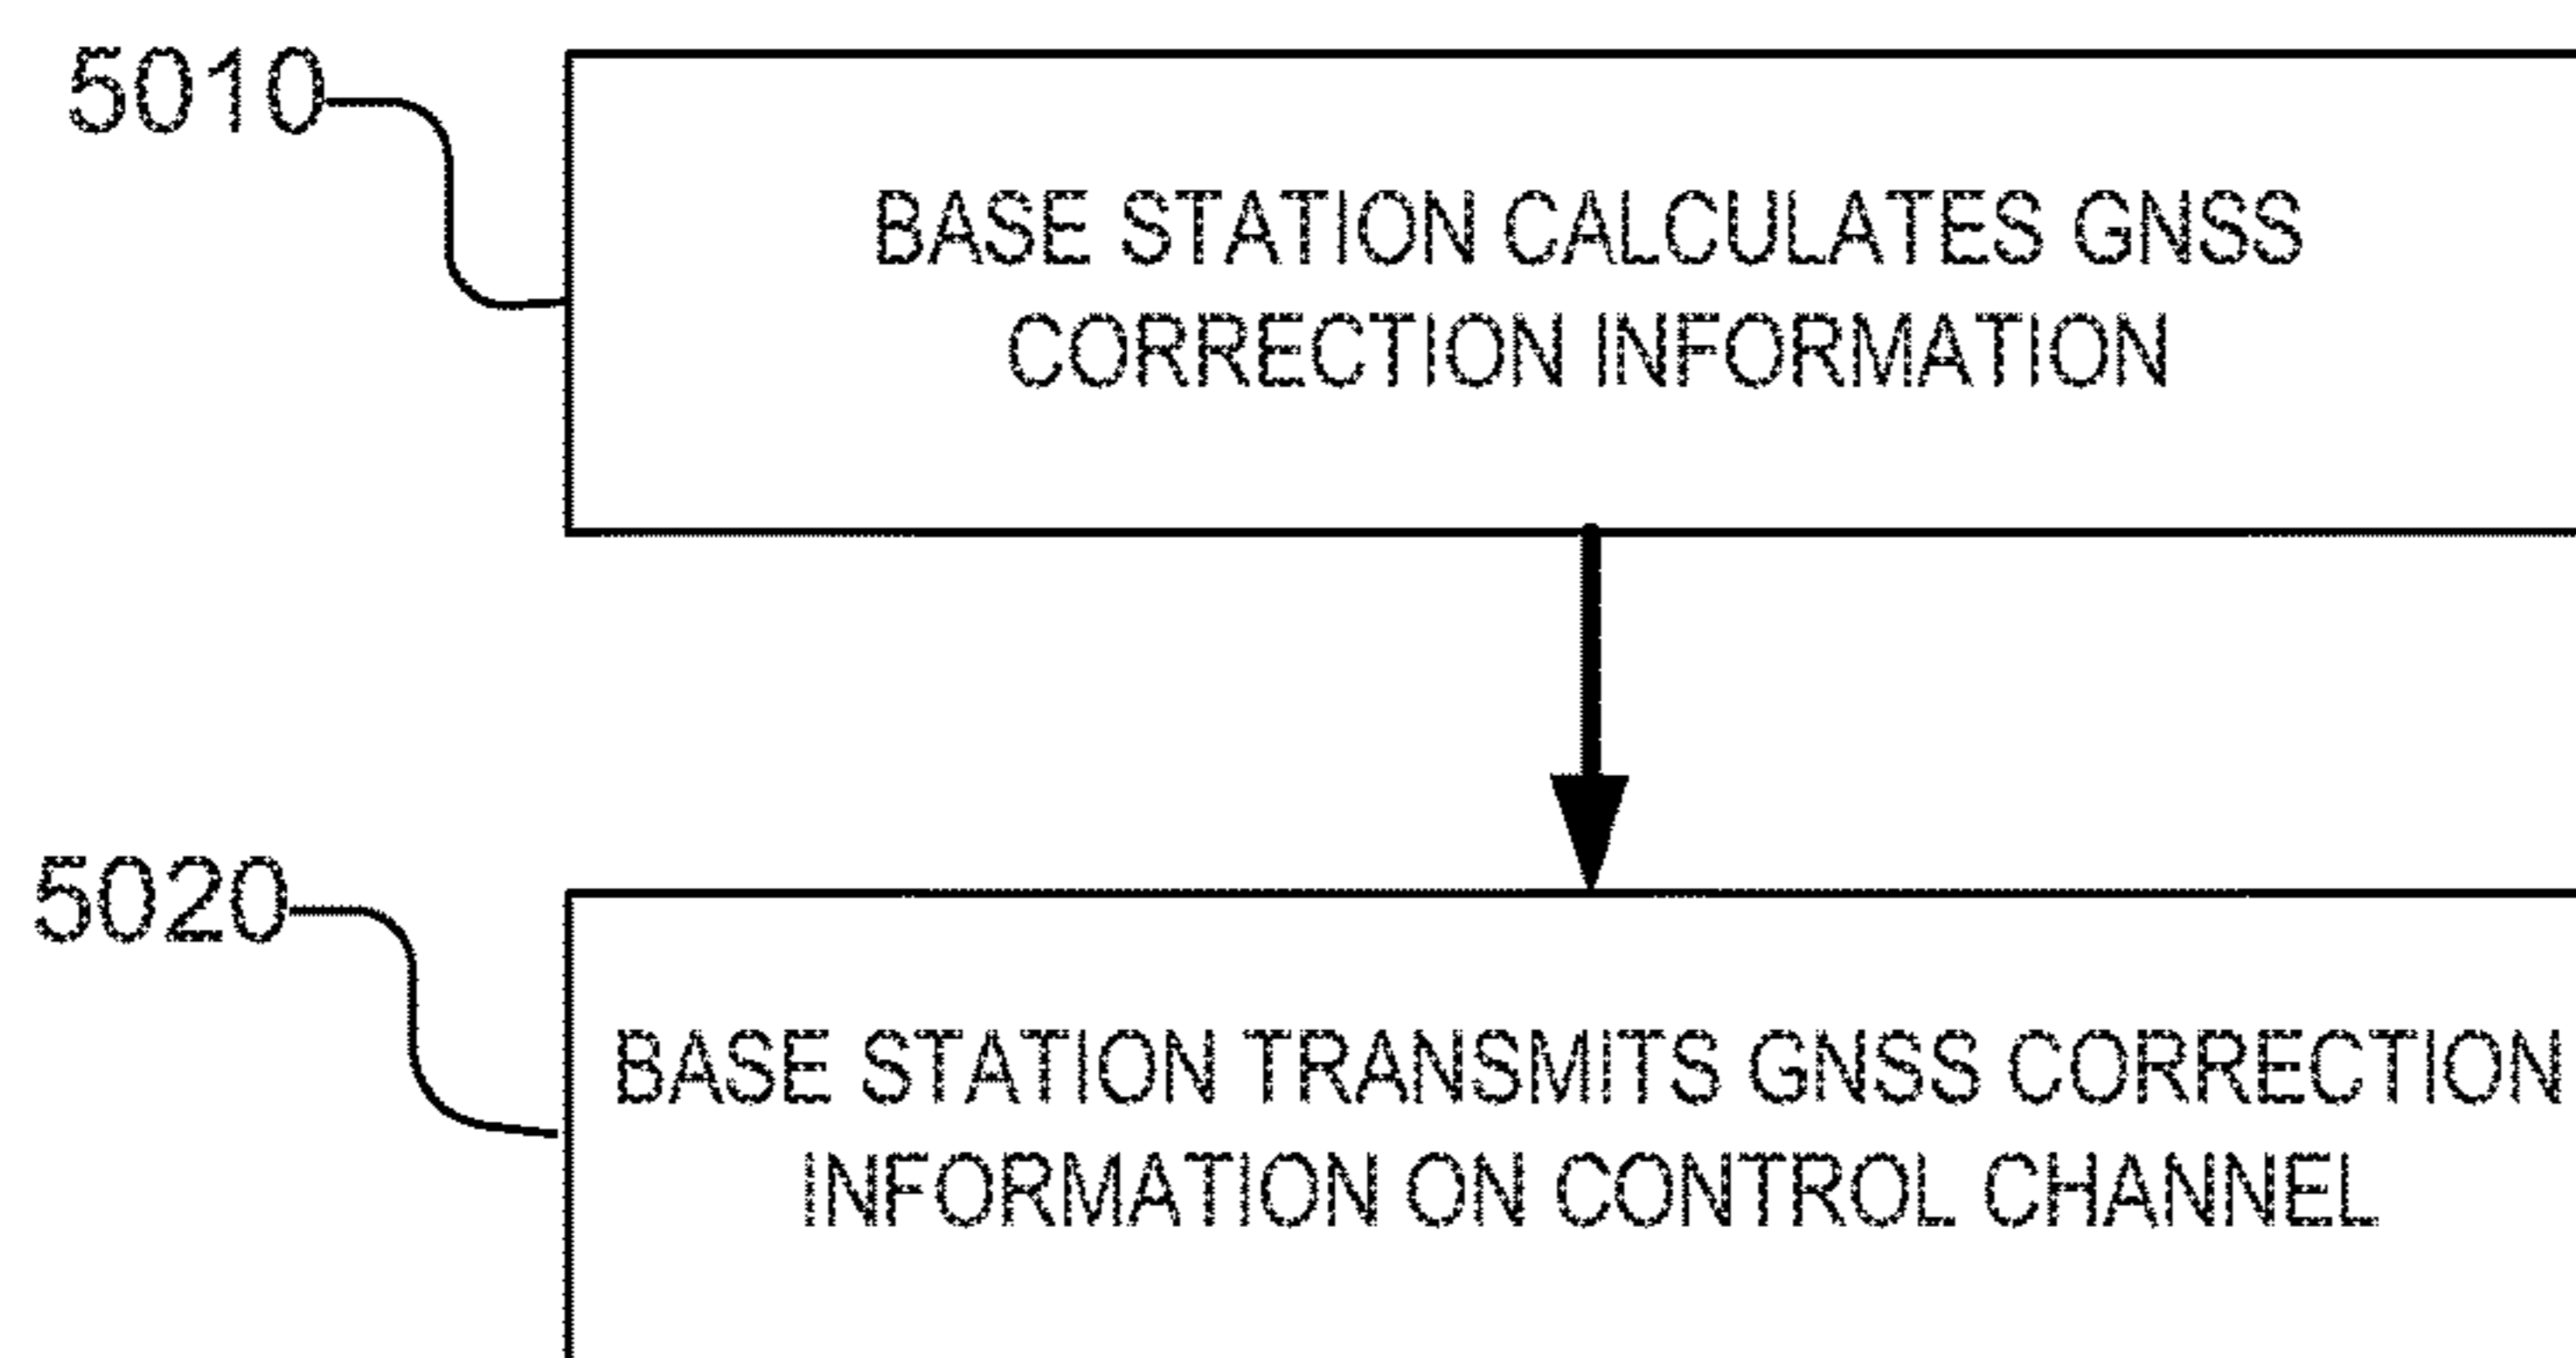 5010
BASE STATION CALCULATES GNSS
CORRECTION INFORMATION
5020
BASE STATION TRANSMITS GNSS CORRECTION
INFORMATION ON CONTROL CHANNEL